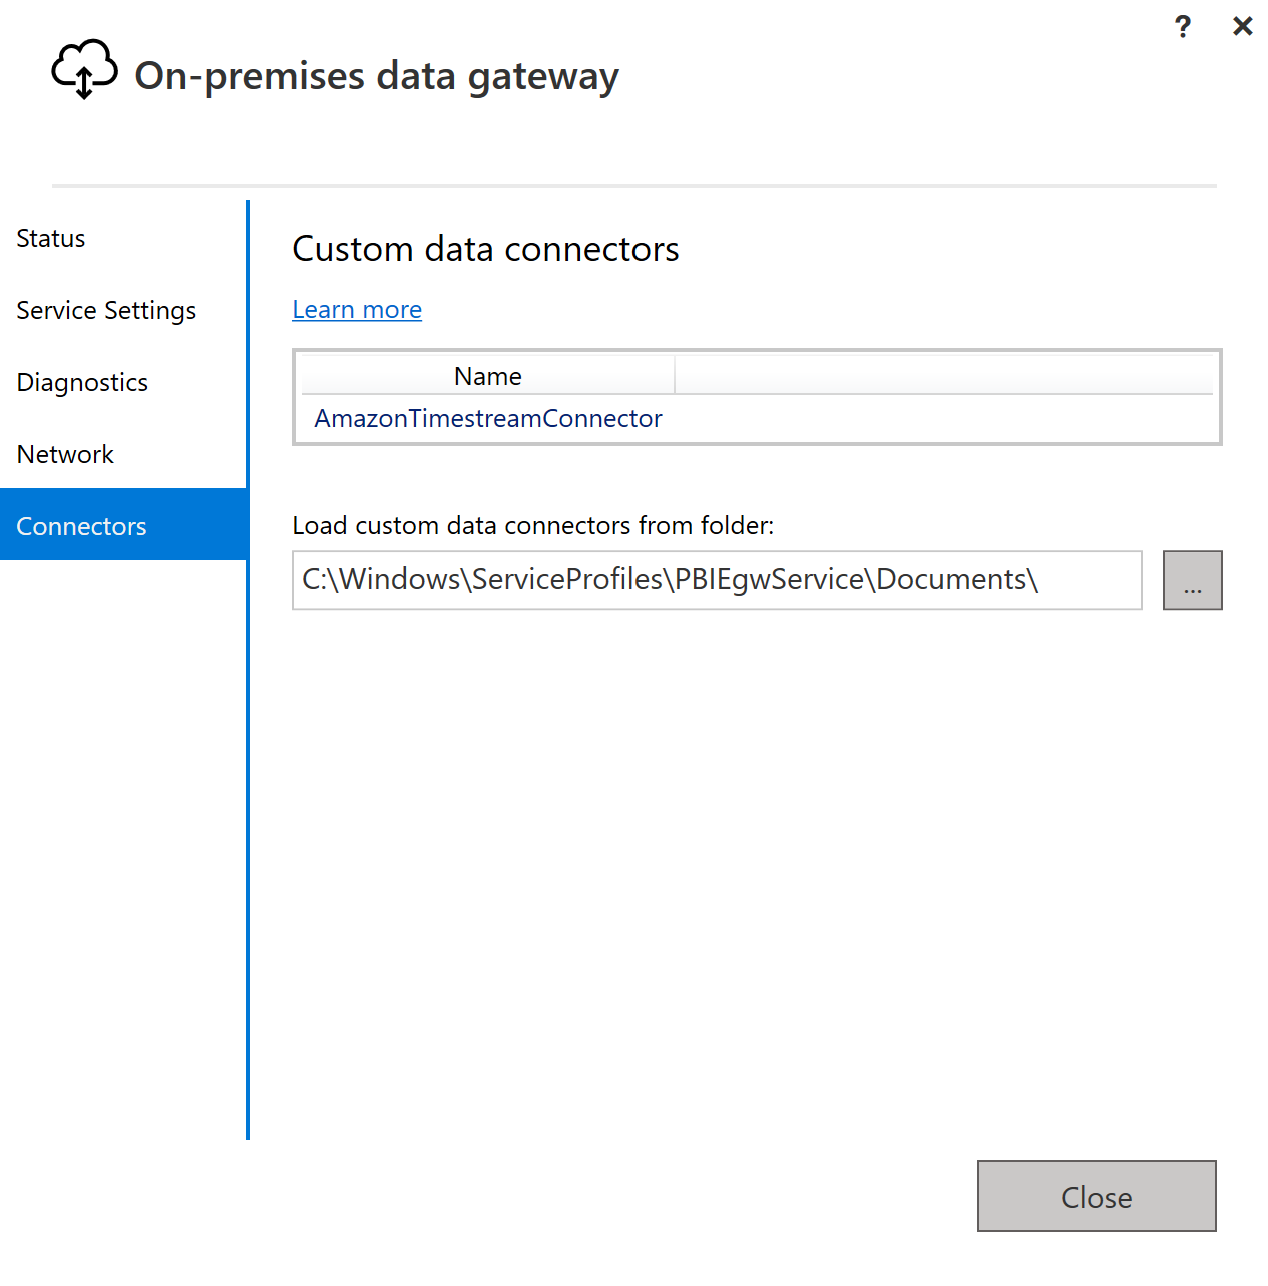 ? ×
On-premises data gateway
Status
Service Settings
Diagnostics
Network
Connectors
Custom data connectors
Learn more
Name
AmazonTimestreamConnector
Load custom data connectors from folder:
C:\Windows\ServiceProfiles\PBIEgwService\Documents\
...
Close